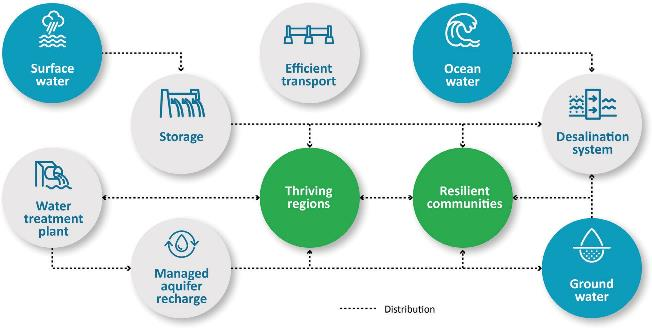 Surface
water
Efficient
transport
Ocean
water
Storage
Desalination
system
Water
treatment
plant
Thriving
regions
Resilient
communities
Managed
aquifer
recharge
Ground
water
Distribution